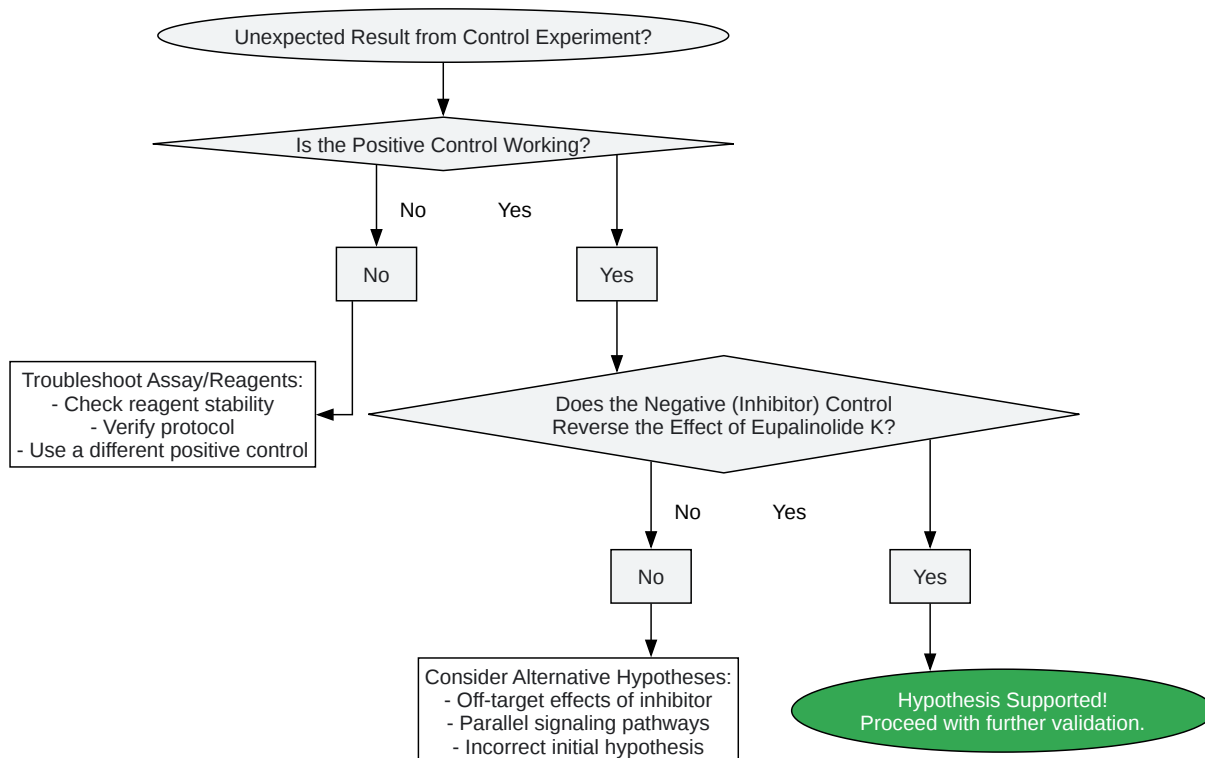 Unexpected Result from Control Experiment?
Is the Positive Control Working?
No
Yes
No
Yes
Troubleshoot Assay/Reagents:
- Check reagent stability
- Verify protocol
- Use a different positive control
Does the Negative (Inhibitor) Control
Reverse the Effect of Eupalinolide K?
No
Yes
No
Yes
Consider Alternative Hypotheses:
- Off-target effects of inhibitor
- Parallel signaling pathways
- Incorrect initial hypothesis
Hypothesis Supported!
Proceed with further validation.